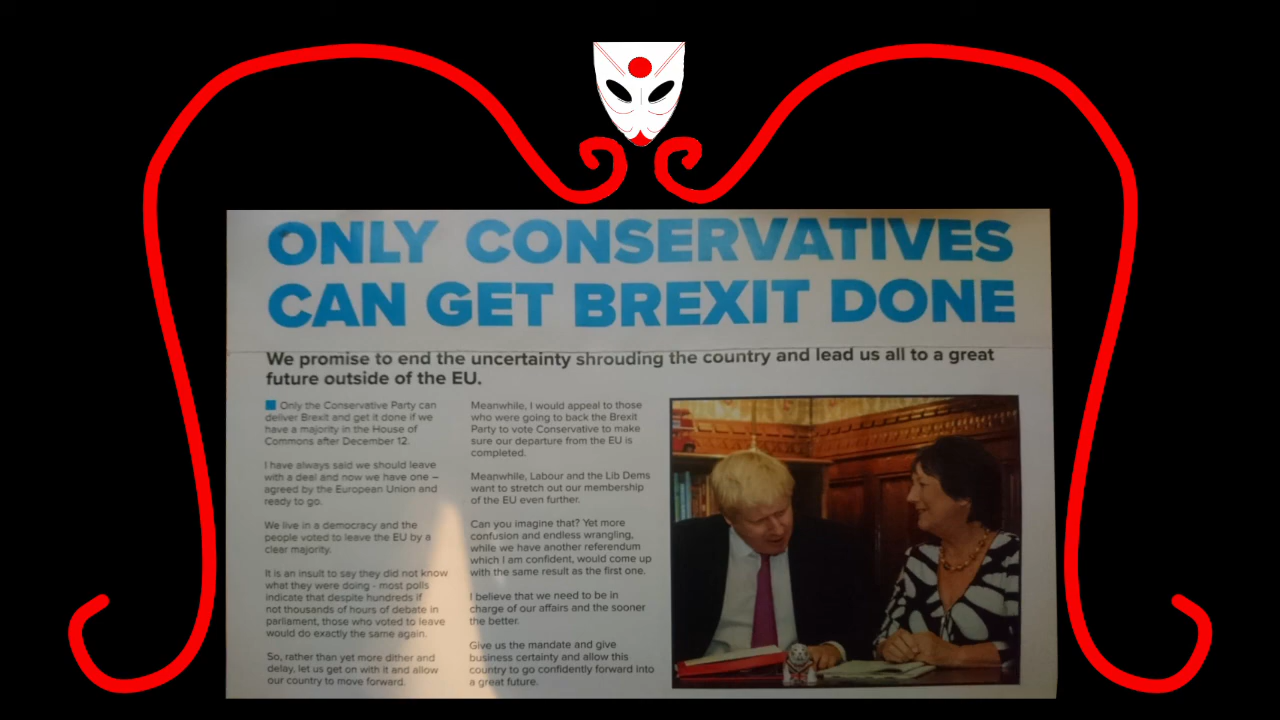 ONLY CONSERVATIVES
CAN GET BREXIT DONE
We promise to end the uncertainty shrouding the country and lead us all to a great
future outside of the EU.
Only the Conservative Party can
deliver Brexit and get it done if we
have a majority in the House of
Commons after December 12.
I have always said we should leave
with a deal and now we have one –
agreed by the European Union and
ready to go.
We live in a democracy and the
people voted to leave the EU by a
clear majority.
It is an insult to say they did not know
what they were doing - most polls
indicate that despite hundreds if
not thousands of hours of debate in
parliament, those who voted to leave
would do exactly the same again.
So, rather than yet more dither and
delay, let us get on with it and allow
our country to move forward.
Meanwhile, I would appeal to those
who were going to back the Brexit
Party to vote Conservative to make
sure our departure from the EU is
completed.
Meanwhile, Labour and the Lib Dems
want to stretch out our membership
of the EU even further.
Can you imagine that? Yet more
confusion and endless wrangling,
while we have another referendum
which I am confident, would come up
with the same result as the first one.
I believe that we need to be in
charge of our affairs and the sooner
the better.
Give us the mandate and give
business certainty and allow this
country to go confidently forward into
a great future.